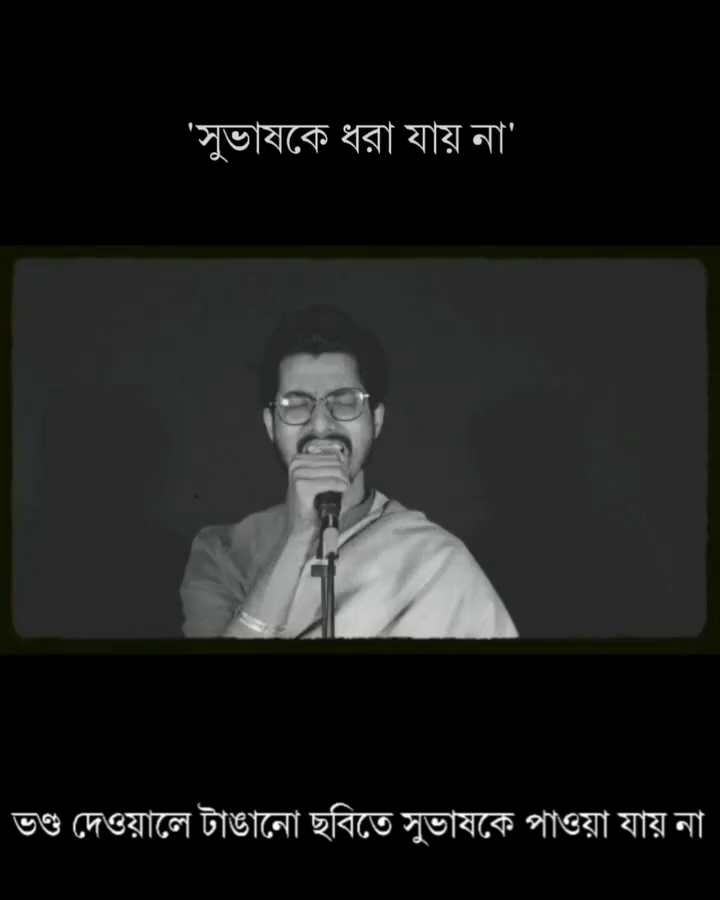 'সুভাষকে ধরা যায় না'
ভণ্ড দেওয়ালে টাঙানো ছবিতে সুভাষকে পাওয়া যায় না